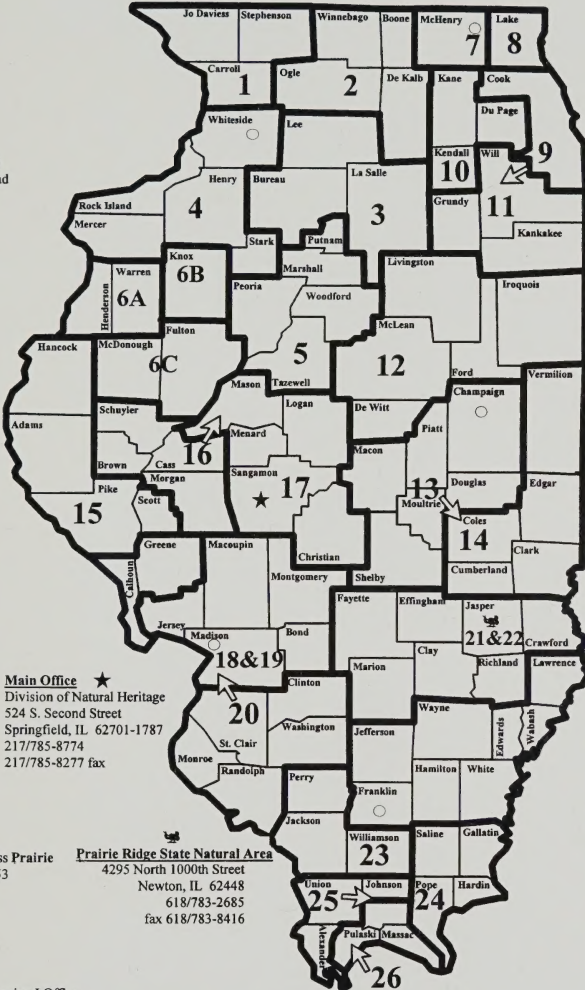 Jo Daviess Stephenson Winnebago Boone McHenry Lake
7 8
Carroll Ogle De Kalb Kane Cook
1 2
Du Page
Whiteside Lee
Kendall Will 9
10
Henry Bureau La Salle 11
Rock Island Grundy
4 3
Mercer Kankakee
Stark Putnam
Knox Marshall Livingston
Warren 6B
Henderson 6A Peoria Iroquois
Woodford
Fulton McLean
Hancock McDonough 5 12
6C
Mason Tazewell Ford Vermilion
Logan Champaign
Schuyler De Witt
Adams Menard Piatt
Macon
Brown Cass 16
Morgan Sangamon 17 Douglas Edgar
Pike Scott ★ 13
15 Moultrie Coles
14
Greene Macoupin Christian Clark
Calhoun Montgomery Shelby Cumberland
Fayette Effingham Jasper
Jersey Madison Bond 21&22 Crawford
18&19 Clay
Marion Richland Lawrence
Clinton
20 Wayne
Washington Jefferson Edwards Wabash
St. Clair
Monroe
Randolph Hamilton White
Perry
Franklin
Jackson
Williamson Saline Gallatin
23
Union Johnson Pope Hardin
25 24
Alexander Pulaski Massac
26
nd
Main Office ★
Division of Natural Heritage
524 S. Second Street
Springfield, IL 62701-1787
217/785-8774
217/785-8277 fax
ss Prairie
53
Prairie Ridge State Natural Area
4295 North 1000th Street
Newton, IL 62448
618/783-2685
fax 618/783-8416